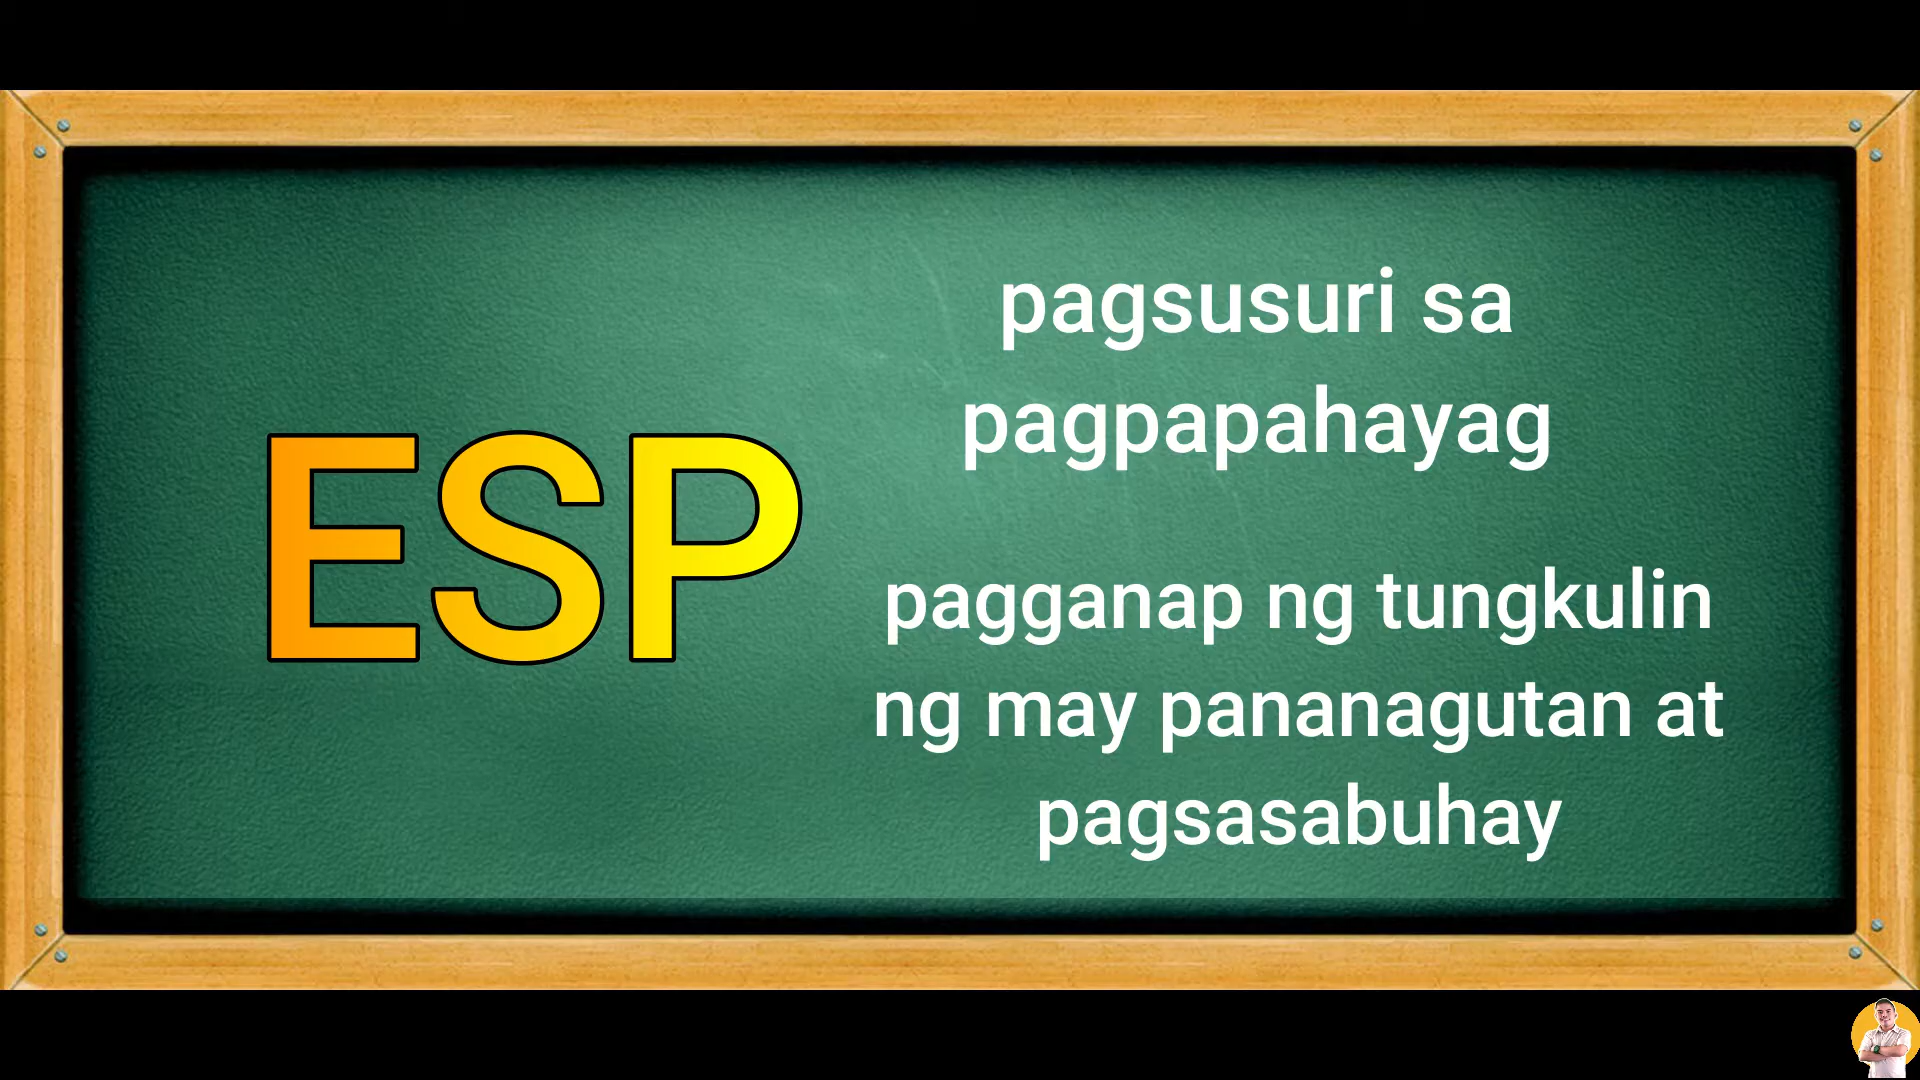 ESP
pagsusuri sa
pagpapahayag
pagganap ng tungkulin
ng may pananagutan at
pagsasabuhay